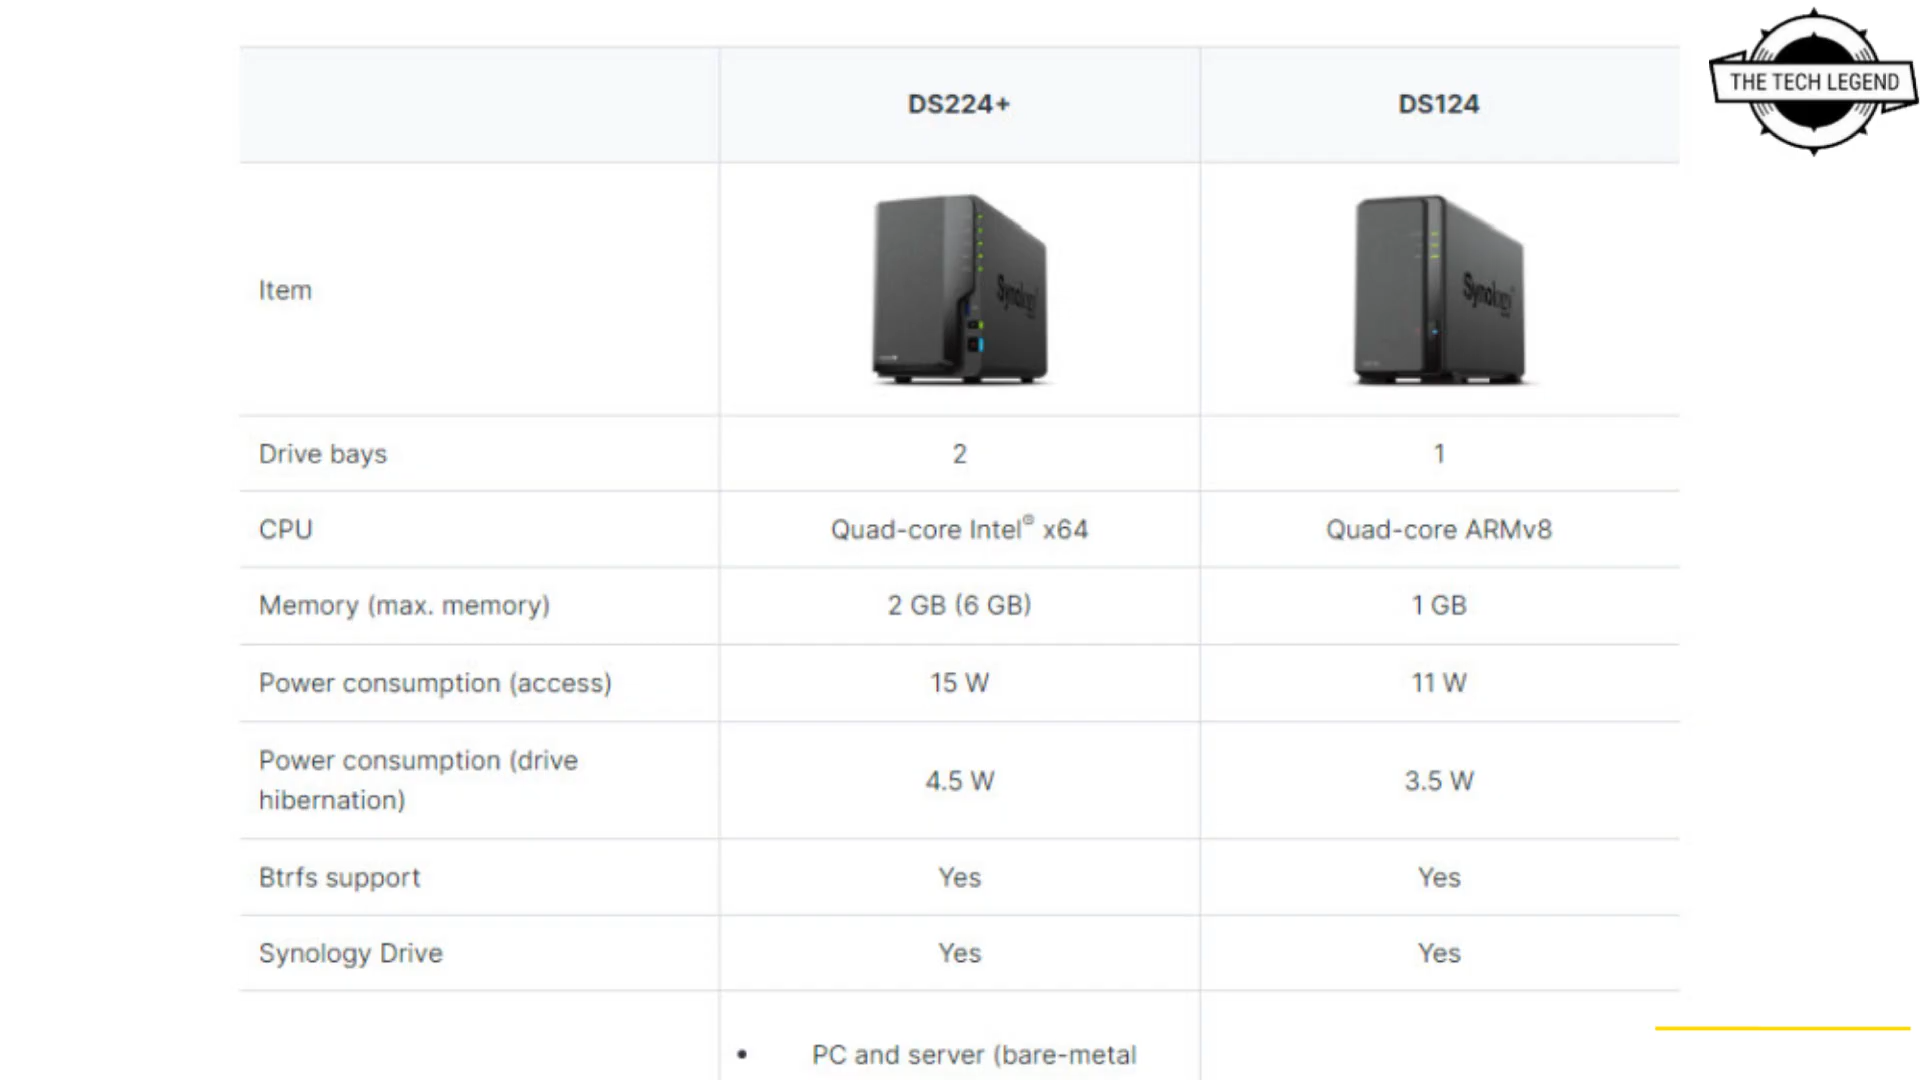 THE TECH LEGEND
DS224+ DS124
Item
Synology Synology
Drive bays 2 1
CPU Quad-core Intel® x64 Quad-core ARMv8
Memory (max. memory) 2 GB (6 GB) 1 GB
Power consumption (access) 15 W 11 W
Power consumption (drive
hibernation) 4.5 W 3.5 W
Btrfs support Yes Yes
Synology Drive Yes Yes
• PC and server (bare-metal